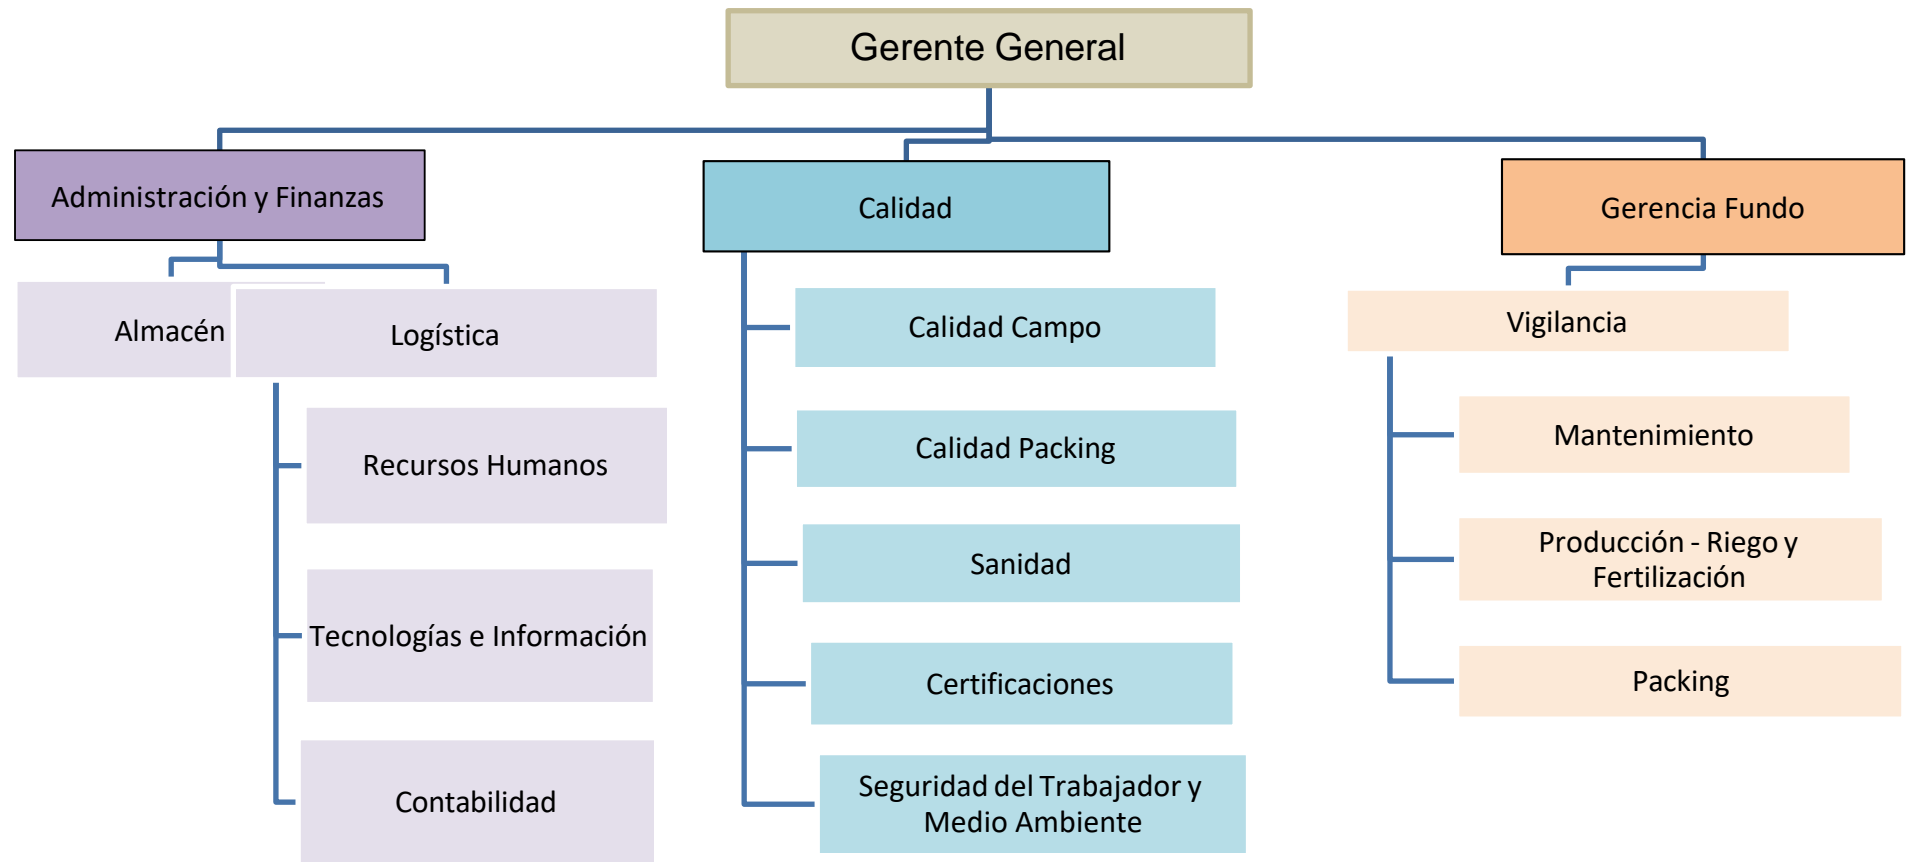 Gerente General
Administración y Finanzas
Calidad
Gerencia Fundo
Almacén
Logística
Recursos Humanos
Tecnologías e Información
Contabilidad
Calidad Campo
Calidad Packing
Sanidad
Certificaciones
Seguridad del Trabajador y
Medio Ambiente
Vigilancia
Mantenimiento
Producción - Riego y
Fertilización
Packing